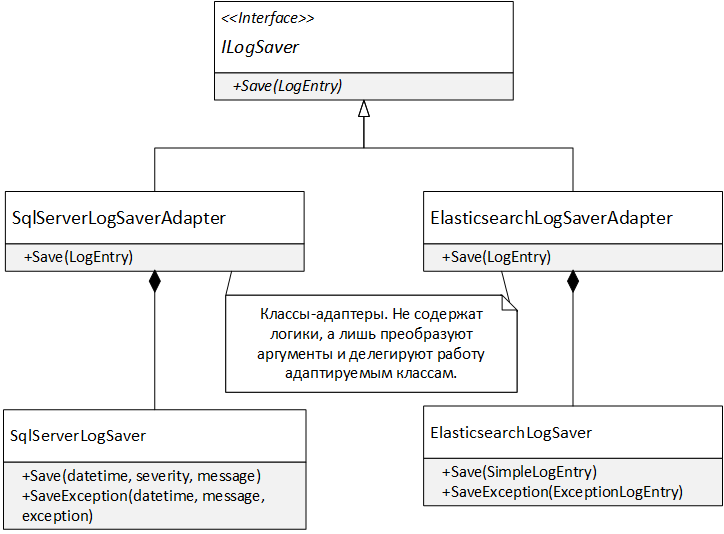 <<Interface>>
ILogSaver
+Save(LogEntry)
SqlServerLogSaverAdapter
+Save(LogEntry)
ElasticsearchLogSaverAdapter
+Save(LogEntry)
Классы-адаптеры. Не содержат
логики, а лишь преобразуют
аргументы и делегируют работу
адаптируемым классам.
SqlServerLogSaver
+Save(datetime, severity, message)
+SaveException(datetime, message,
exception)
ElasticsearchLogSaver
+Save(SimpleLogEntry)
+SaveException(ExceptionLogEntry)